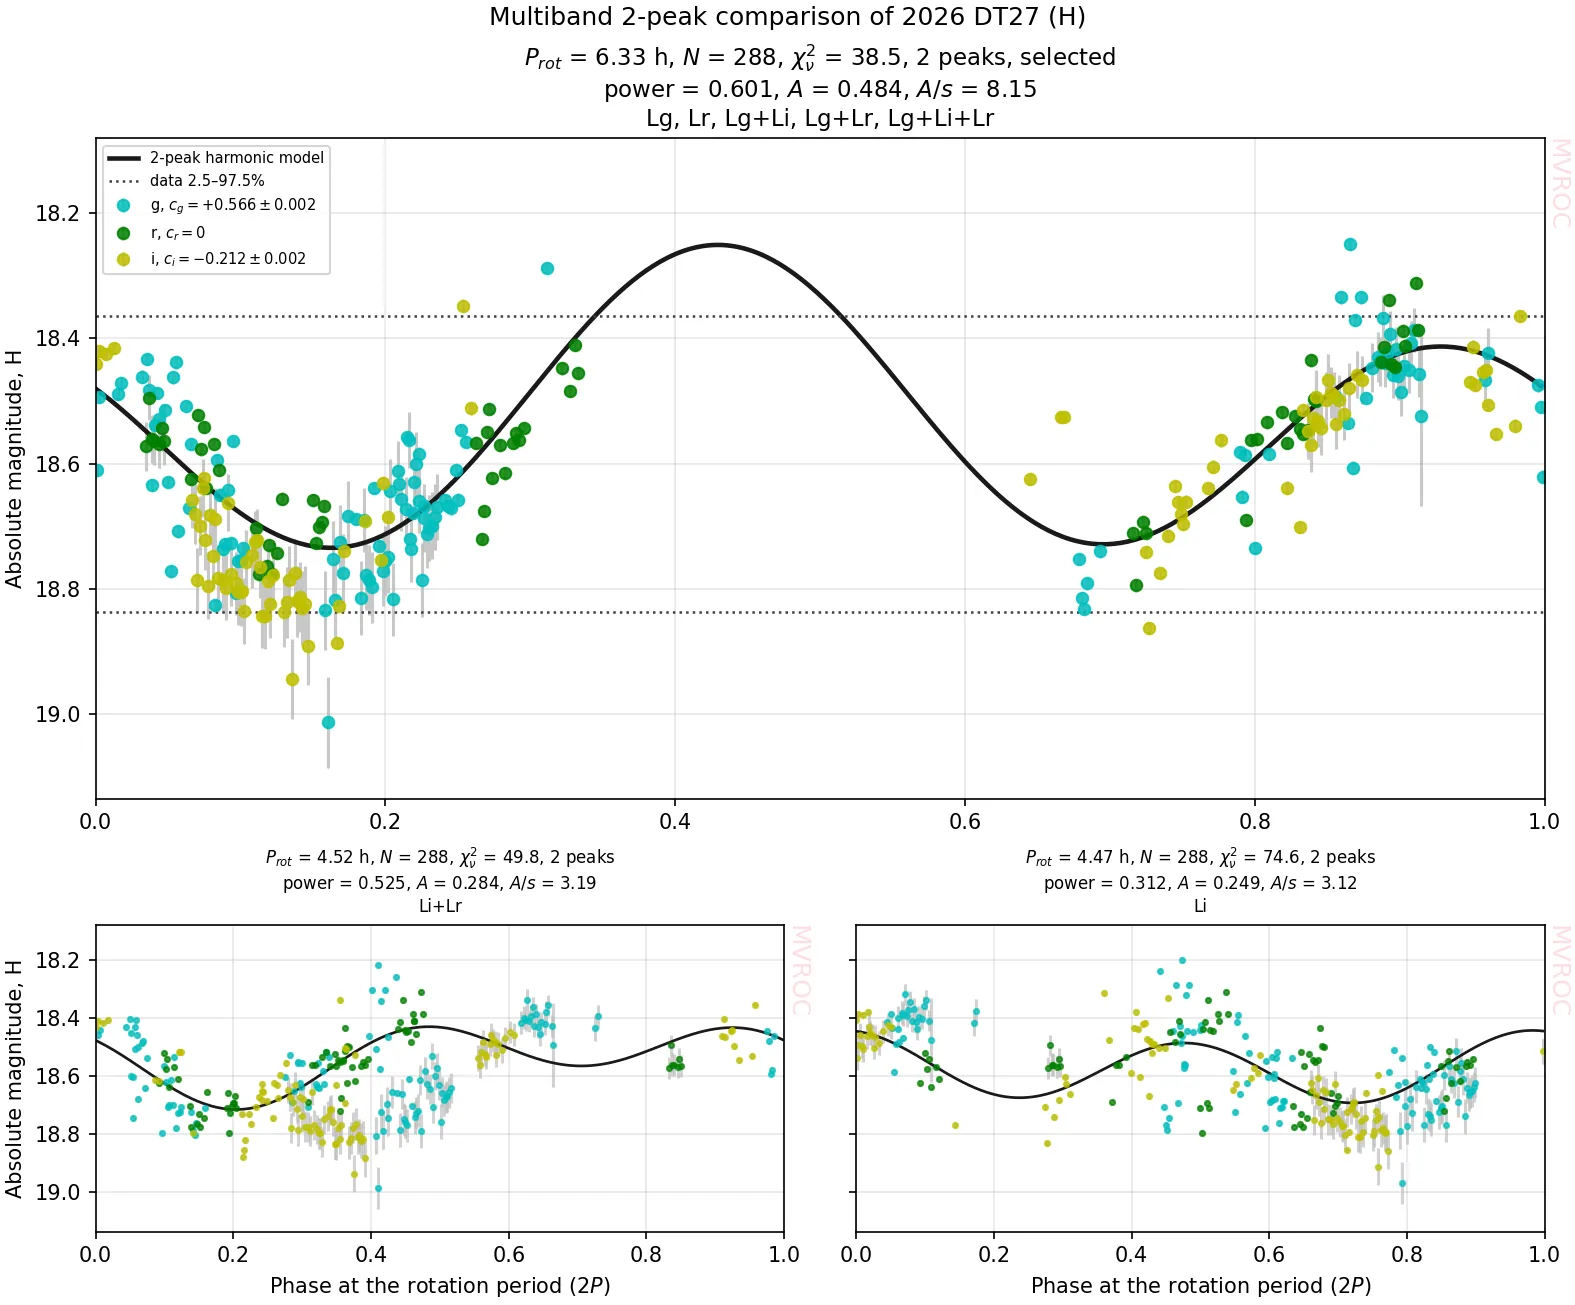 Multiband 2-peak comparison of 2026 DT27 (H)
P_rot = 6.33 h, N = 288, χ²_ν = 38.5, 2 peaks, selected
power = 0.601, A = 0.484, A/s = 8.15
Lg, Lr, Lg+Li, Lg+Lr, Lg+Li+Lr
2-peak harmonic model
data 2.5–97.5%
g, c_g = +0.566 ± 0.002
r, c_r = 0
i, c_i = −0.212 ± 0.002
MVROC
Absolute magnitude, H
18.2
18.4
18.6
18.8
19.0
0.0 0.2 0.4 0.6 0.8 1.0
P_rot = 4.52 h, N = 288, χ²_ν = 49.8, 2 peaks
power = 0.525, A = 0.284, A/s = 3.19
Li+Lr
MVROC
Absolute magnitude, H
18.2
18.4
18.6
18.8
19.0
0.0 0.2 0.4 0.6 0.8 1.0
Phase at the rotation period (2P)
P_rot = 4.47 h, N = 288, χ²_ν = 74.6, 2 peaks
power = 0.312, A = 0.249, A/s = 3.12
Li
MVROC
0.0 0.2 0.4 0.6 0.8 1.0
Phase at the rotation period (2P)